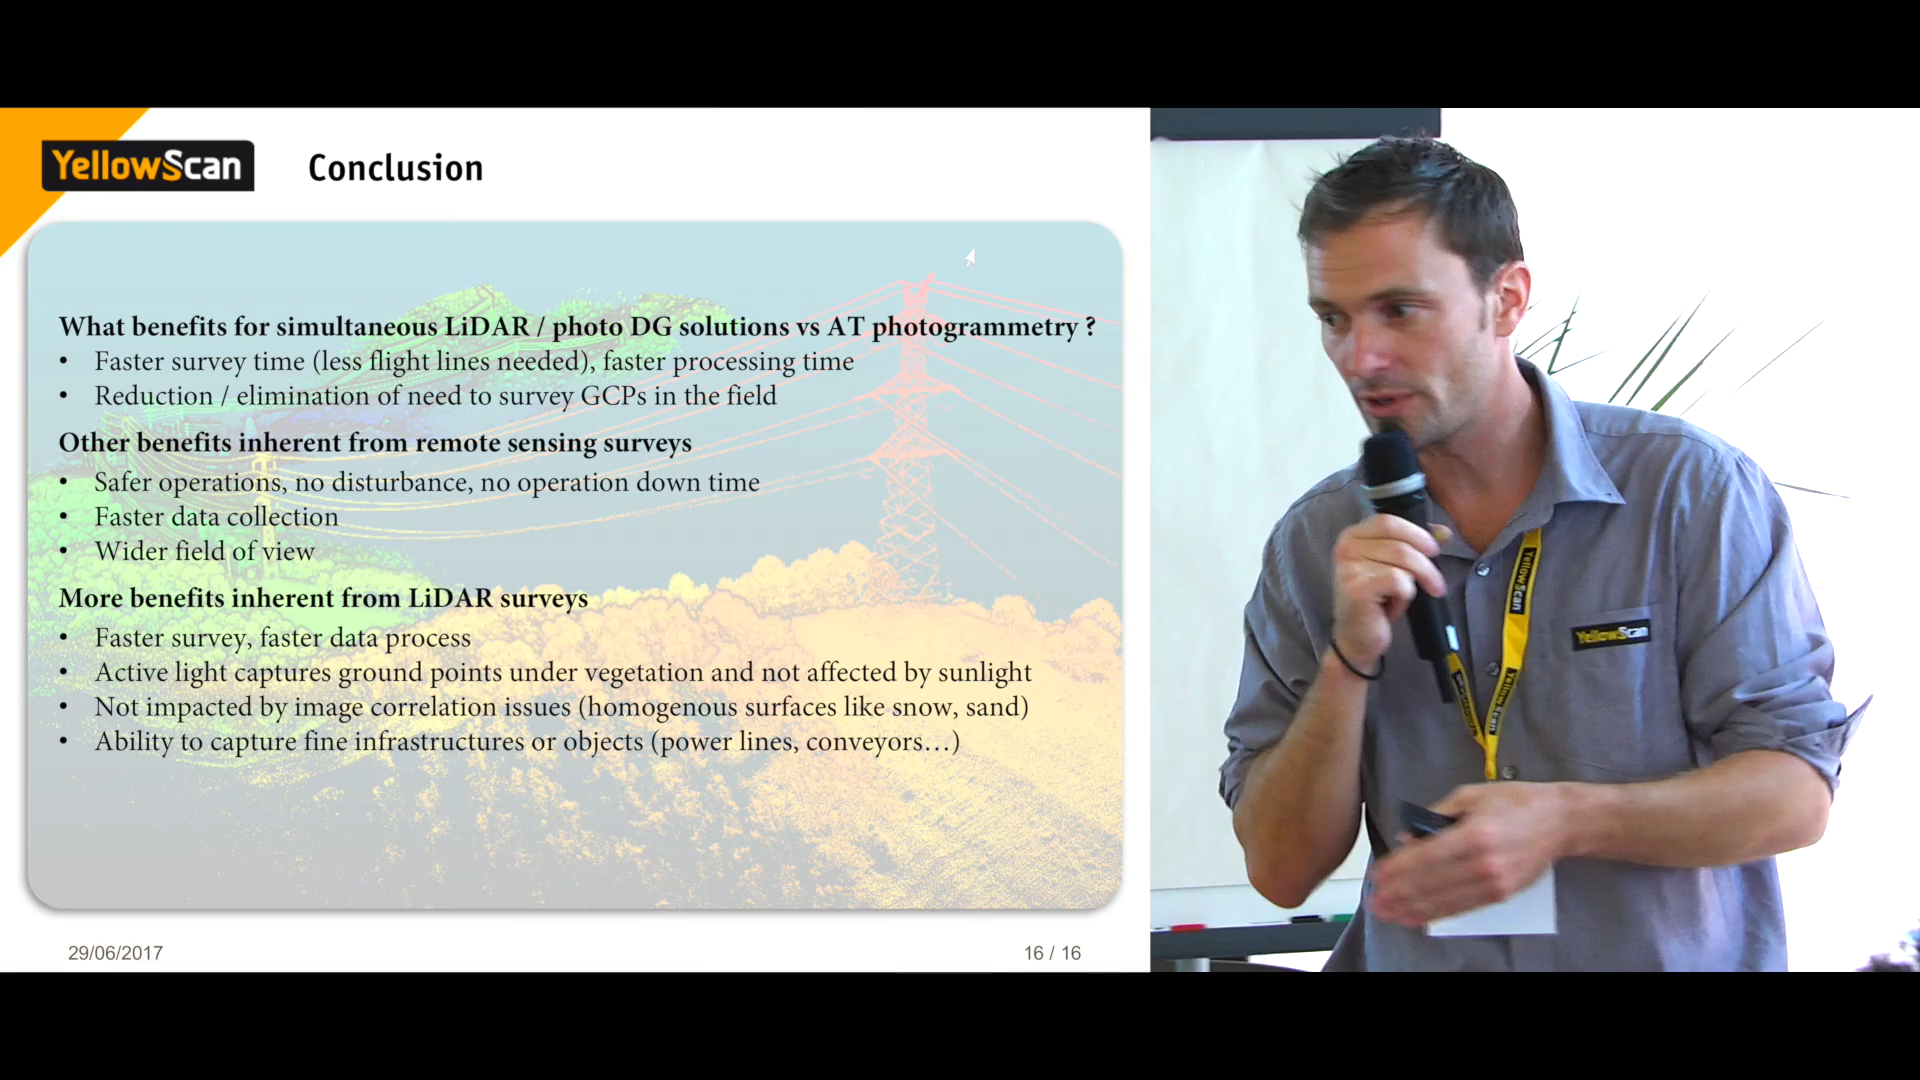 YellowScan
Conclusion
What benefits for simultaneous LiDAR / photo DG solutions vs AT photogrammetry ?
• Faster survey time (less flight lines needed), faster processing time
• Reduction / elimination of need to survey GCPs in the field
Other benefits inherent from remote sensing surveys
• Safer operations, no disturbance, no operation down time
• Faster data collection
• Wider field of view
More benefits inherent from LiDAR surveys
• Faster survey, faster data process
• Active light captures ground points under vegetation and not affected by sunlight
• Not impacted by image correlation issues (homogenous surfaces like snow, sand)
• Ability to capture fine infrastructures or objects (power lines, conveyors…)
29/06/2017
16 / 16
YellowScan
YellowScan
YellowScan